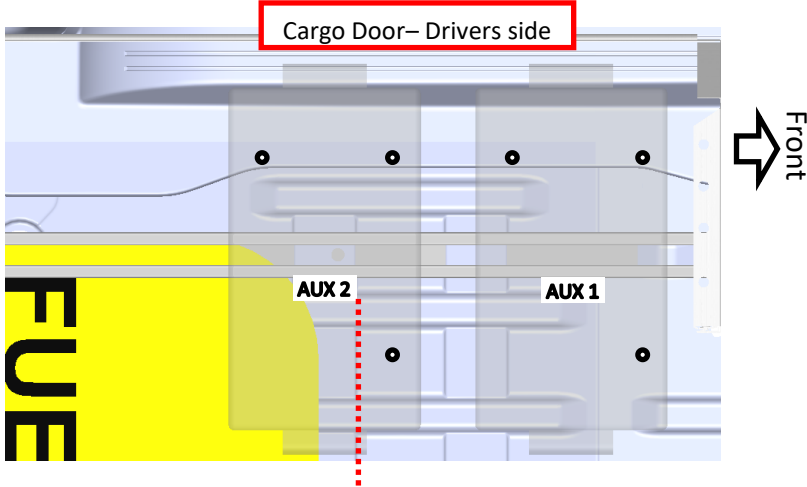 Cargo Door– Drivers side
Front
AUX 2
AUX 1
FUE